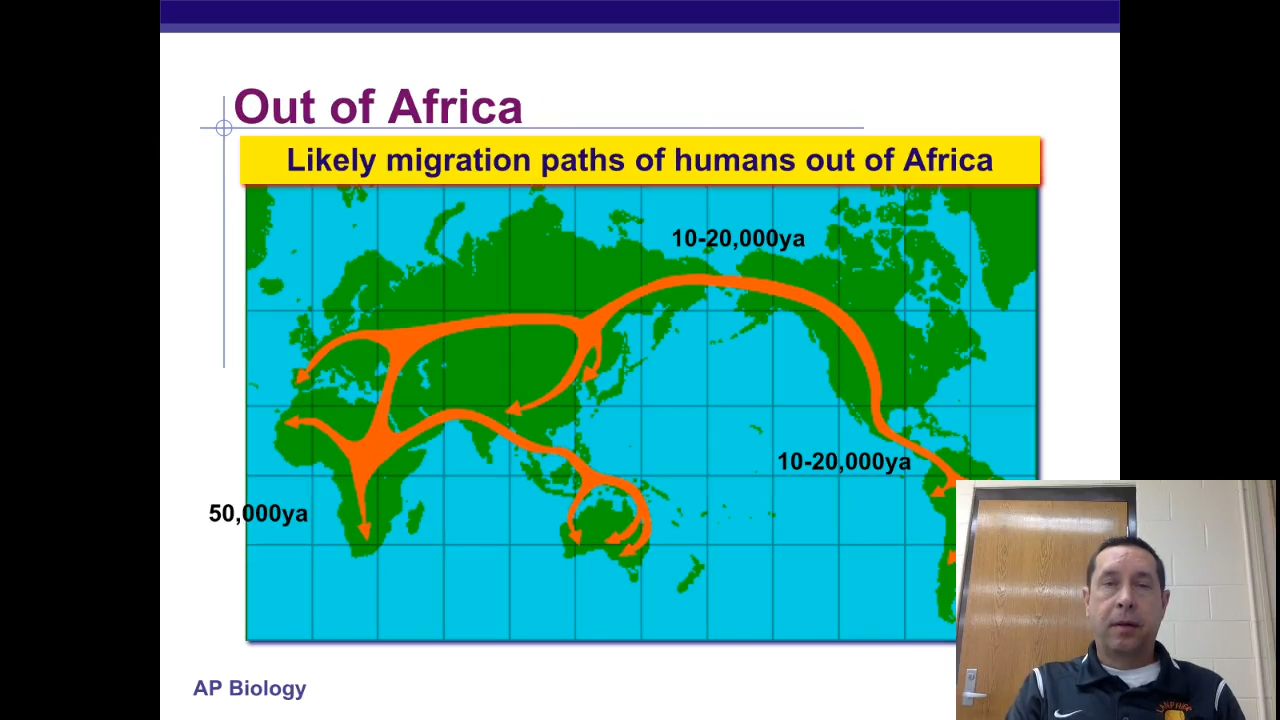 Out of Africa
Likely migration paths of humans out of Africa
10-20,000ya
10-20,000ya
50,000ya
LANPHIER
AP Biology